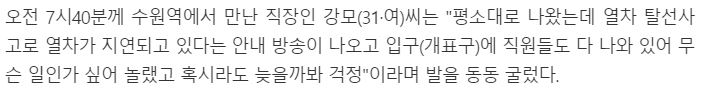 오전 7시40분께 수원역에서 만난 직장인 강모(31·여)씨는 "평소대로 나왔는데 열차 탈선사
고로 열차가 지연되고 있다는 안내 방송이 나오고 입구(개표구)에 직원들도 다 나와 있어 무
슨 일인가 싶어 놀랬고 혹시라도 늦을까봐 걱정"이라며 발을 동동 굴렀다.